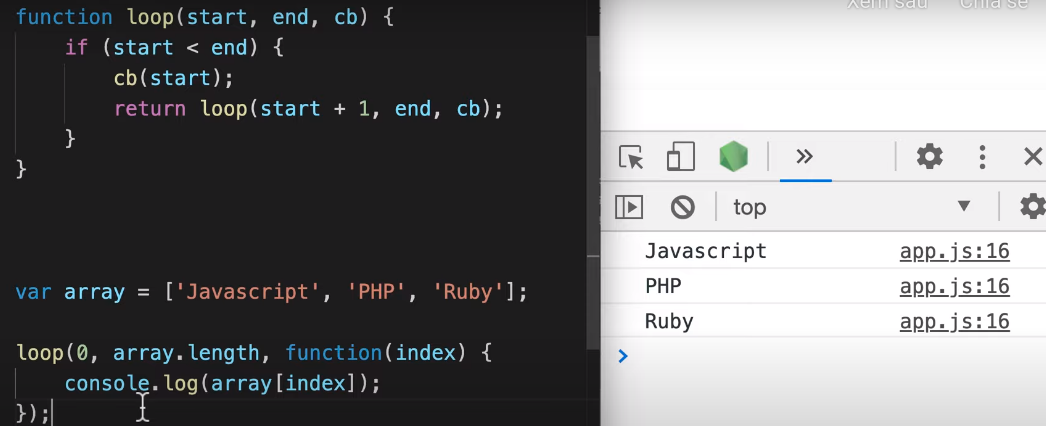 function loop(start, end, cb) {
    if (start < end) {
        cb(start);
        return loop(start + 1, end, cb);
    }
}
var array = ['Javascript', 'PHP', 'Ruby'];
loop(0, array.length, function(index) {
    console.log(array[index]);
});
Xem sau Chia sẻ
top
Javascript app.js:16
PHP app.js:16
Ruby app.js:16